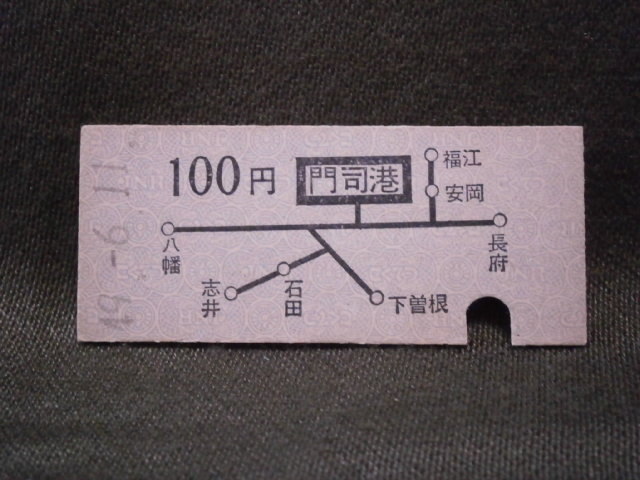 49.-6.11
100円
門司港
福江
安岡
八幡
長府
志井
石田
下曽根